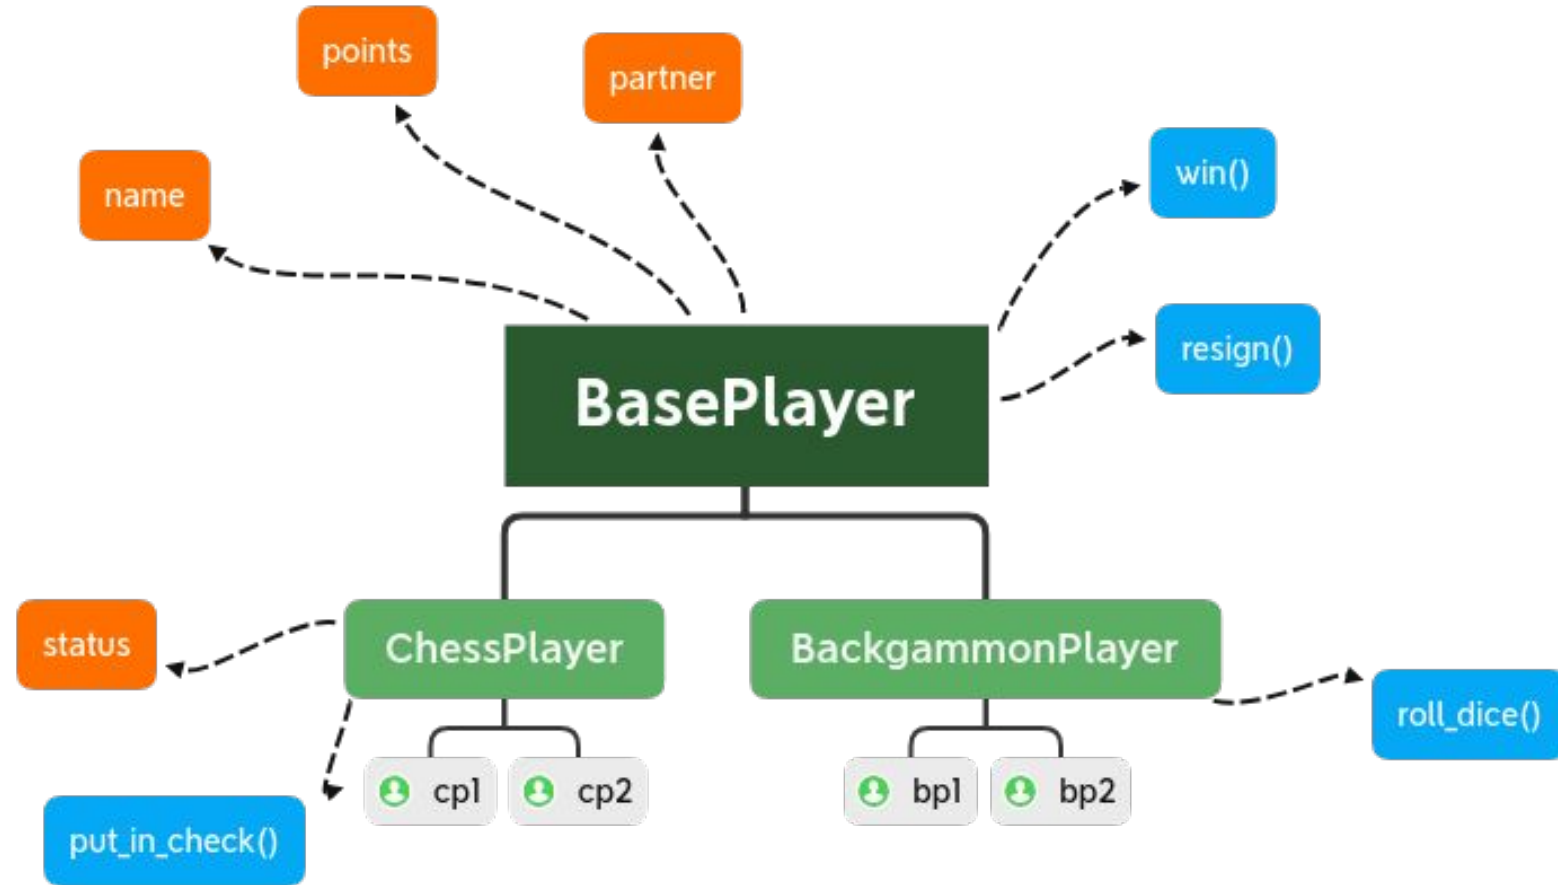 points
partner
name
win()
resign()
BasePlayer
status
ChessPlayer
BackgammonPlayer
roll_dice()
cp1
cp2
bp1
bp2
put_in_check()